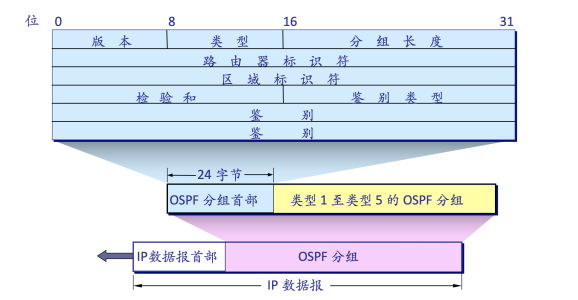 位 0 8 16 31
版 本 类 型 分 组 长 度
路 由 器 标 识 符
区 域 标 识 符
检 验 和 鉴 别 类 型
鉴 别
鉴 别
24 字节
OSPF 分组首部 类型 1 至类型 5 的 OSPF 分组
IP数据报首部 OSPF 分组
IP 数据报